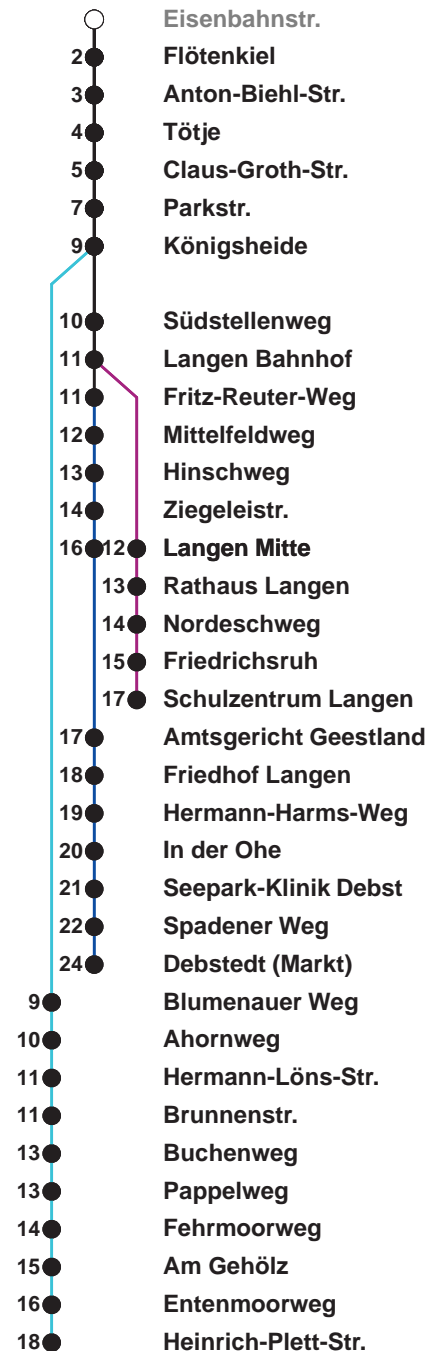 Eisenbahnstr.
2 Flötenkiel
3 Anton-Biehl-Str.
4 Tötje
5 Claus-Groth-Str.
7 Parkstr.
9 Königsheide
10 Südstellenweg
11 Langen Bahnhof
11 Fritz-Reuter-Weg
12 Mittelfeldweg
13 Hinschweg
14 Ziegeleistr.
16 12 Langen Mitte
13 Rathaus Langen
14 Nordeschweg
15 Friedrichsruh
17 Schulzentrum Langen
17 Amtsgericht Geestland
18 Friedhof Langen
19 Hermann-Harms-Weg
20 In der Ohe
21 Seepark-Klinik Debst
22 Spadener Weg
24 Debstedt (Markt)
9 Blumenauer Weg
10 Ahornweg
11 Hermann-Löns-Str.
11 Brunnenstr.
13 Buchenweg
13 Pappelweg
14 Fehrmoorweg
15 Am Gehölz
16 Entenmoorweg
18 Heinrich-Plett-Str.